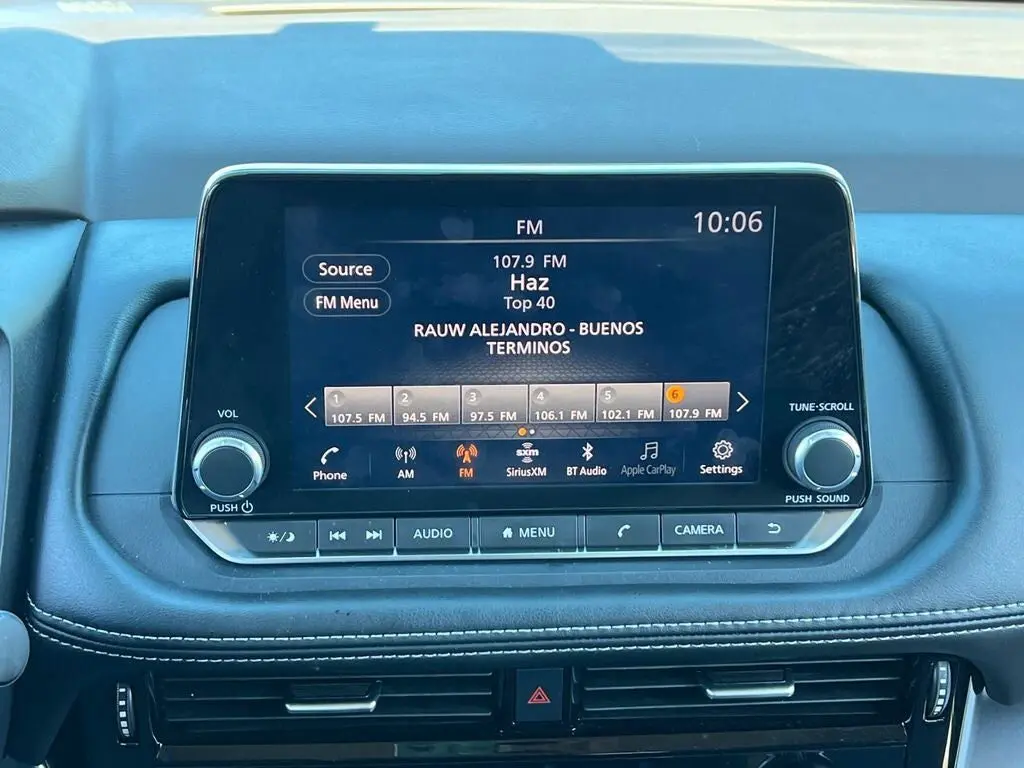 FM
10:06
107.9 FM
Source
Haz
FM Menu
Top 40
RAUW ALEJANDRO - BUENOS
TERMINOS
1 2 3 4 5 6
107.5 FM 94.5 FM 97.5 FM 106.1 FM 102.1 FM 107.9 FM
VOL
TUNE·SCROLL
sxm
Phone AM FM SiriusXM BT Audio Apple CarPlay Settings
PUSH
PUSH SOUND
AUDIO MENU CAMERA